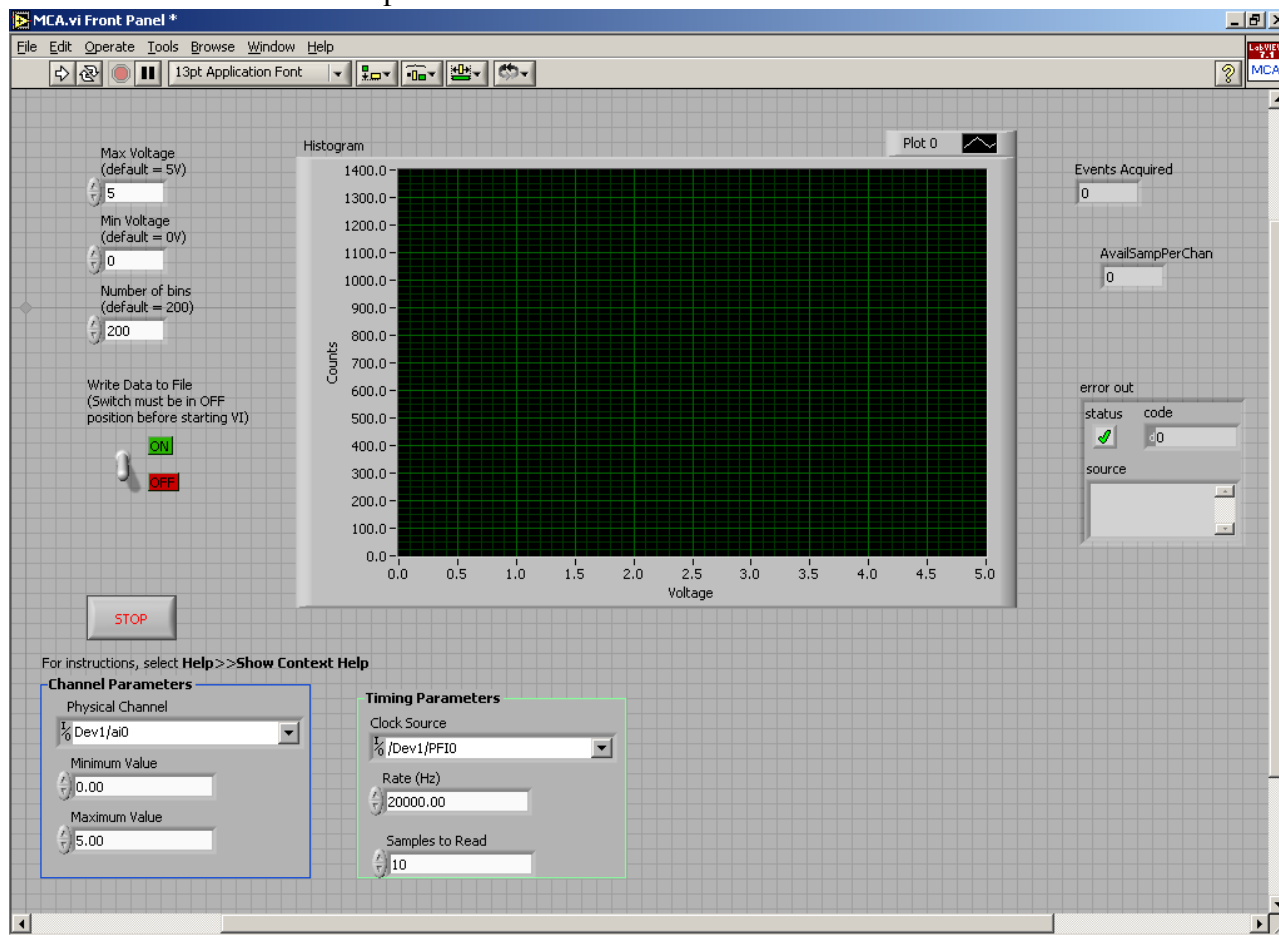 MCA.vi Front Panel *
File Edit Operate Tools Browse Window Help
13pt Application Font
LabVIEW
7.1
MCA
Max Voltage
(default = 5V)
5
Min Voltage
(default = 0V)
0
Number of bins
(default = 200)
200
Write Data to File
(Switch must be in OFF
position before starting VI)
ON
OFF
STOP
Histogram
Plot 0
1400.0
1300.0
1200.0
1100.0
1000.0
900.0
800.0
700.0
600.0
500.0
400.0
300.0
200.0
100.0
0.0
Counts
0.0 0.5 1.0 1.5 2.0 2.5 3.0 3.5 4.0 4.5 5.0
Voltage
Events Acquired
0
AvailSampPerChan
0
error out
status code
d0
source
For instructions, select Help>>Show Context Help
Channel Parameters
Physical Channel
Dev1/ai0
Minimum Value
0.00
Maximum Value
5.00
Timing Parameters
Clock Source
/Dev1/PFI0
Rate (Hz)
20000.00
Samples to Read
10